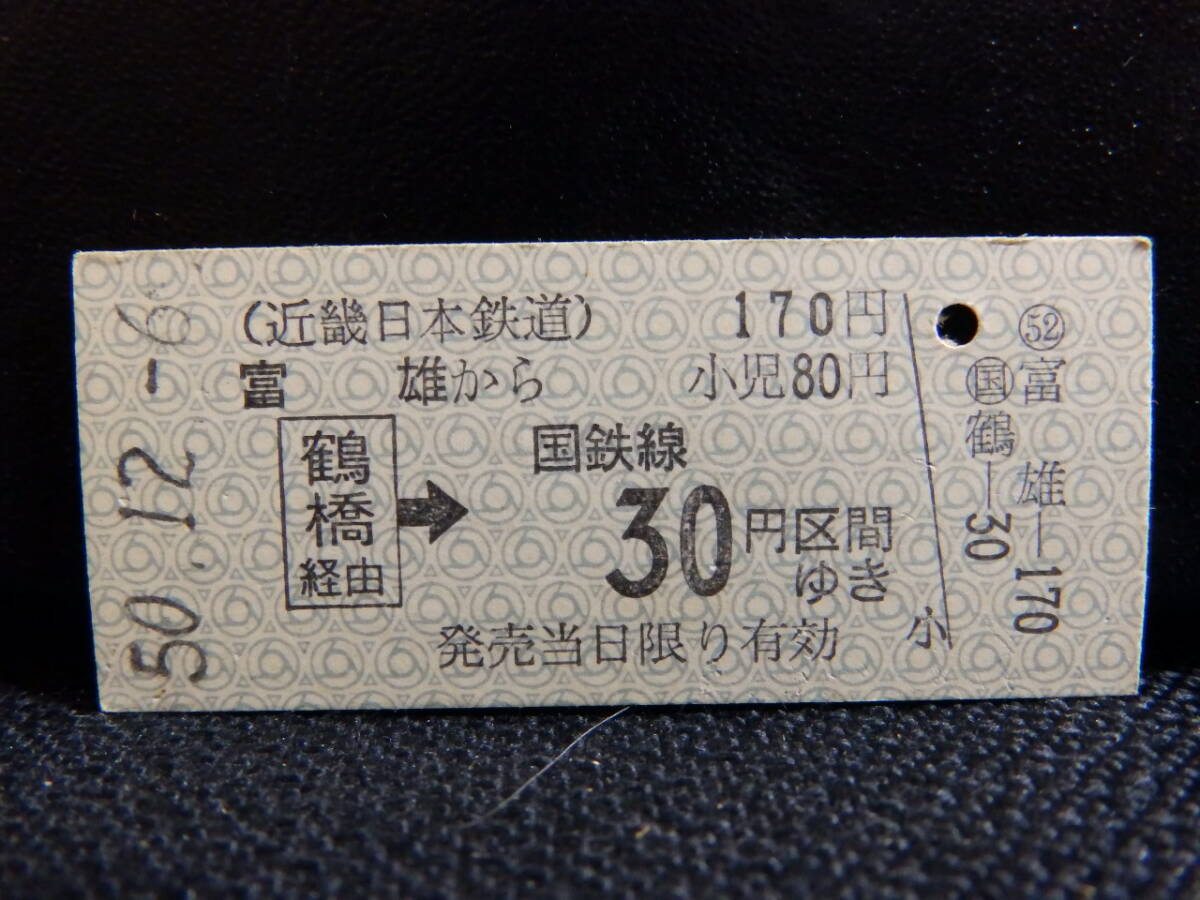 50.12.-6
(近畿日本鉄道) 170円
富雄から 小児80円
鶴橋経由
国鉄線
30円区間ゆき
発売当日限り有効
小
㊾富雄—170
国鶴—30